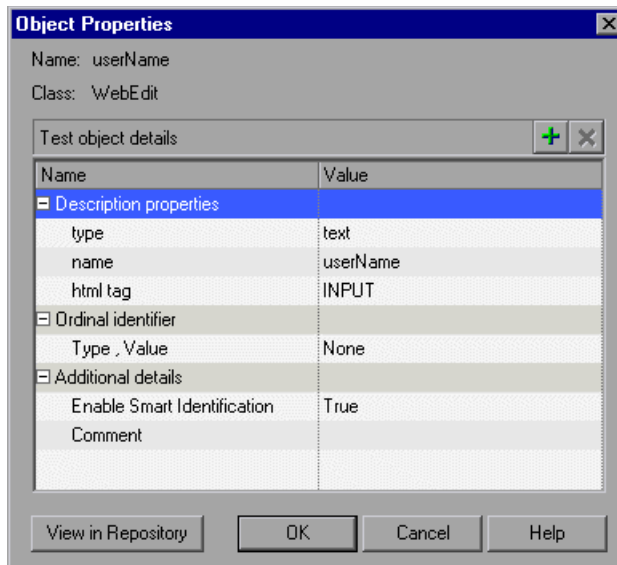 Object Properties
Name: userName
Class: WebEdit
Test object details
Name Value
Description properties
type text
name userName
html tag INPUT
Ordinal identifier
Type , Value None
Additional details
Enable Smart Identification True
Comment
View in Repository OK Cancel Help